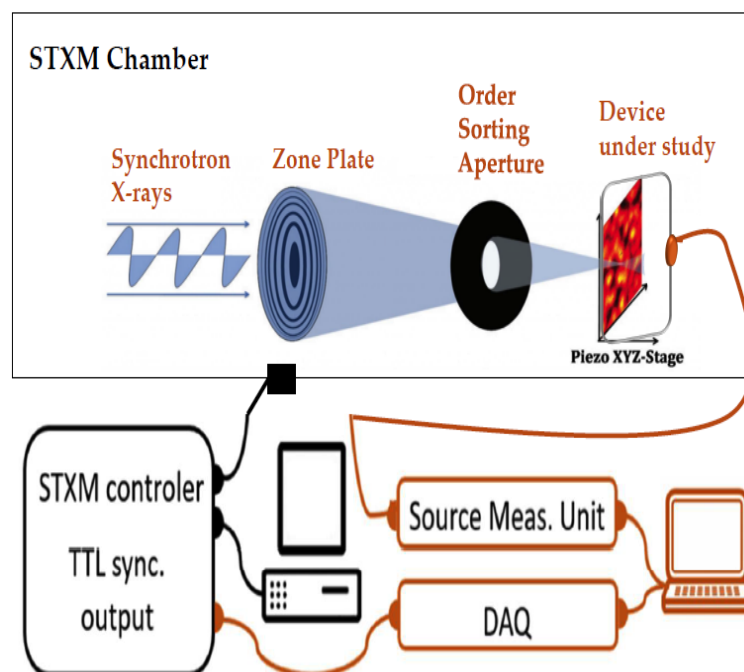 STXM Chamber
Synchrotron
X-rays
Zone Plate
Order
Sorting
Aperture
Device
under study
Piezo XYZ-Stage
STXM controler
TTL sync.
output
Source Meas. Unit
DAQ